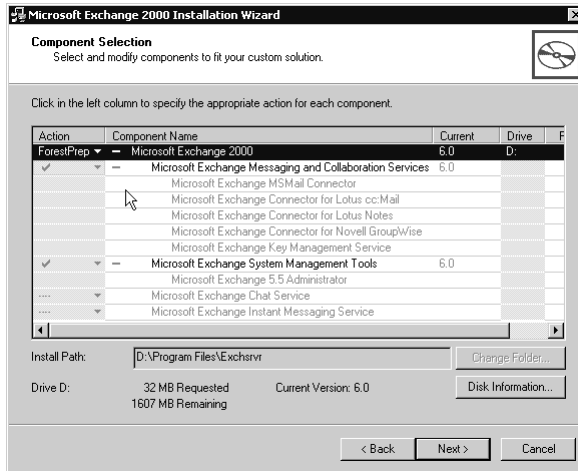 Microsoft Exchange 2000 Installation Wizard
Component Selection
Select and modify components to fit your custom solution.
Click in the left column to specify the appropriate action for each component.
Action Component Name Current Drive F
ForestPrep Microsoft Exchange 2000 6.0 D:
Microsoft Exchange Messaging and Collaboration Services 6.0
Microsoft Exchange MSMail Connector
Microsoft Exchange Connector for Lotus cc:Mail
Microsoft Exchange Connector for Lotus Notes
Microsoft Exchange Connector for Novell GroupWise
Microsoft Exchange Key Management Service
Microsoft Exchange System Management Tools 6.0
Microsoft Exchange 5.5 Administrator
Microsoft Exchange Chat Service
Microsoft Exchange Instant Messaging Service
Install Path: D:\Program Files\Exchsrvr Change Folder...
Drive D: 32 MB Requested Current Version: 6.0 Disk Information...
1607 MB Remaining
< Back Next > Cancel